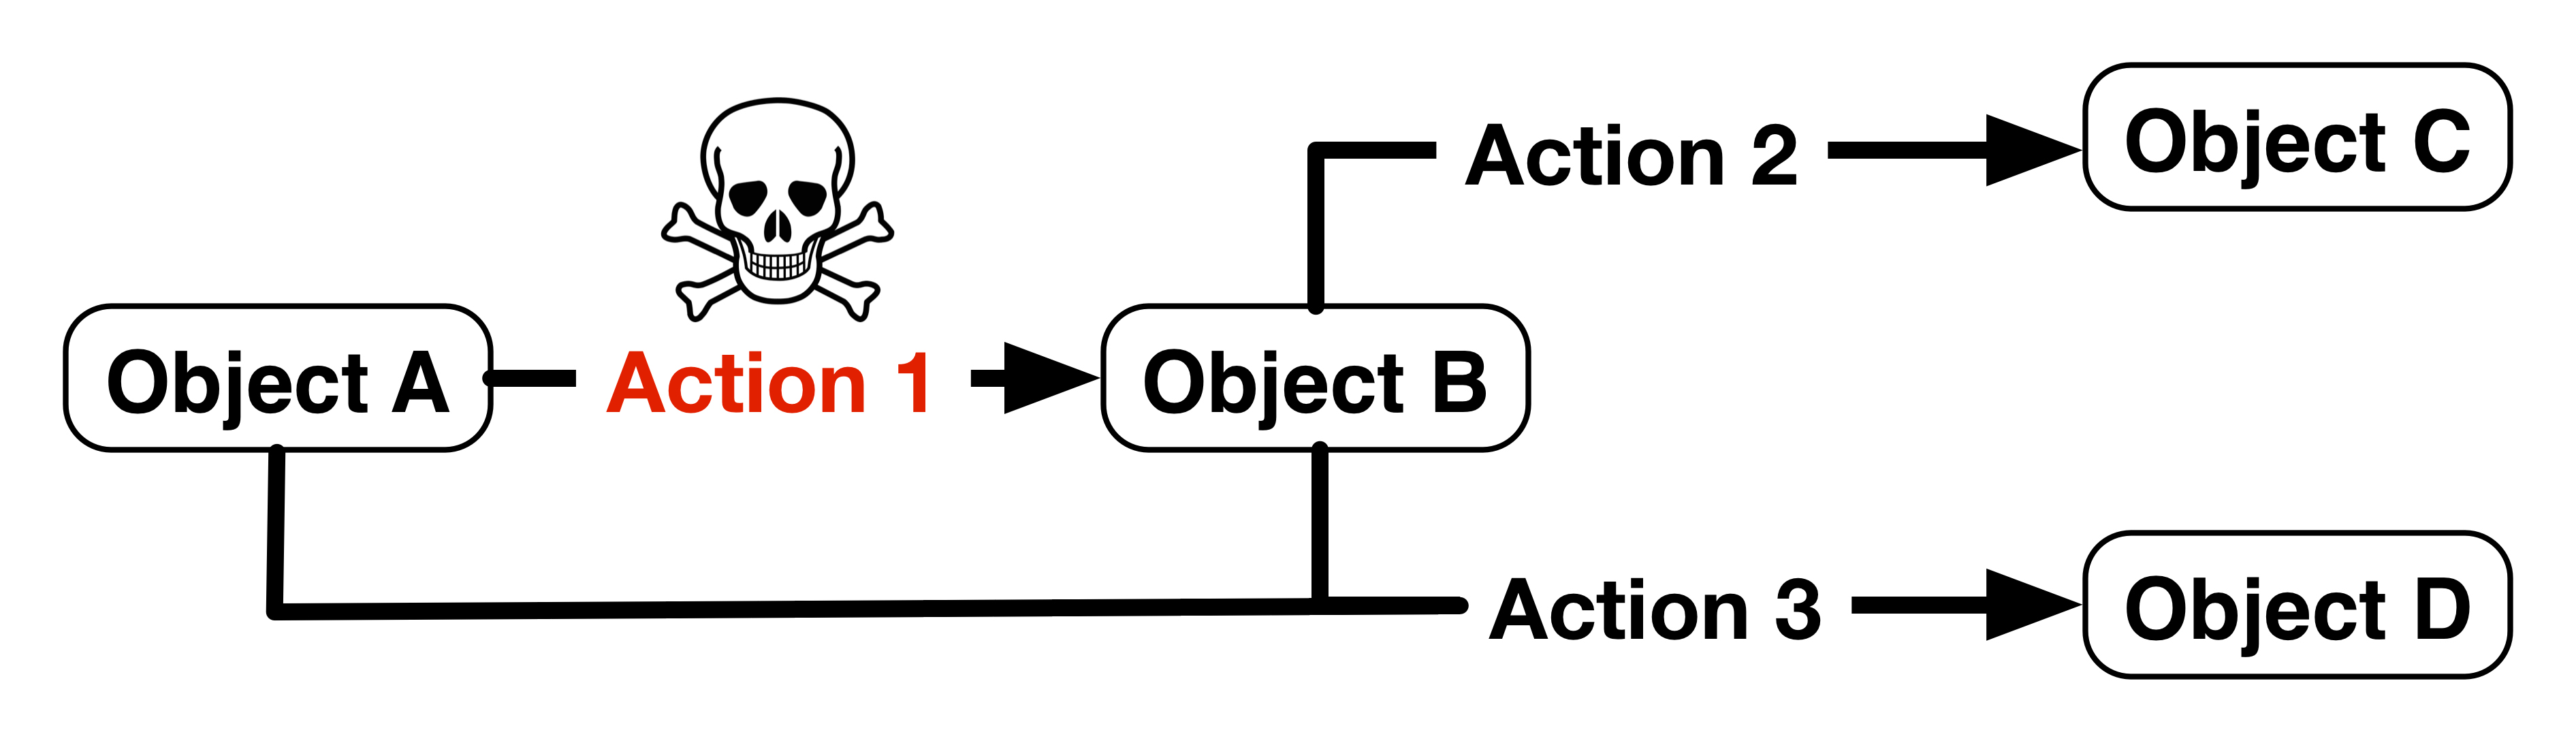 Action 2
Object C
Object A
Action 1
Object B
Action 3
Object D